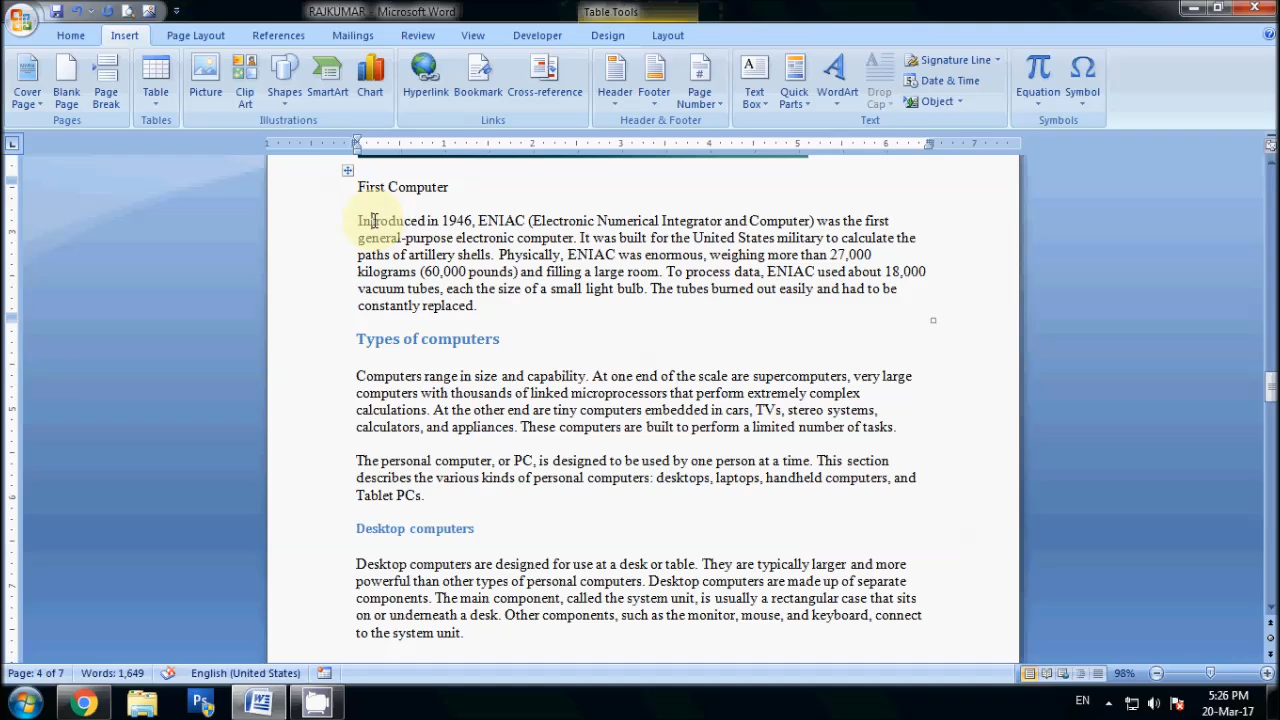 RAJKUMAR - Microsoft Word
Table Tools
Home Insert Page Layout References Mailings Review View Developer Design Layout
Cover Page Blank Page Page Break Table Picture Clip Art Shapes SmartArt Chart Hyperlink Bookmark Cross-reference Header Footer Page Number Text Box Quick Parts WordArt Drop Cap Signature Line Date & Time Object Equation Symbol
Pages Tables Illustrations Links Header & Footer Text Symbols
1 1 2 3 4 5 6 7
First Computer
Introduced in 1946, ENIAC (Electronic Numerical Integrator and Computer) was the first
general-purpose electronic computer. It was built for the United States military to calculate the
paths of artillery shells. Physically, ENIAC was enormous, weighing more than 27,000
kilograms (60,000 pounds) and filling a large room. To process data, ENIAC used about 18,000
vacuum tubes, each the size of a small light bulb. The tubes burned out easily and had to be
constantly replaced.
Types of computers
Computers range in size and capability. At one end of the scale are supercomputers, very large
computers with thousands of linked microprocessors that perform extremely complex
calculations. At the other end are tiny computers embedded in cars, TVs, stereo systems,
calculators, and appliances. These computers are built to perform a limited number of tasks.
The personal computer, or PC, is designed to be used by one person at a time. This section
describes the various kinds of personal computers: desktops, laptops, handheld computers, and
Tablet PCs.
Desktop computers
Desktop computers are designed for use at a desk or table. They are typically larger and more
powerful than other types of personal computers. Desktop computers are made up of separate
components. The main component, called the system unit, is usually a rectangular case that sits
on or underneath a desk. Other components, such as the monitor, mouse, and keyboard, connect
to the system unit.
Page: 4 of 7 Words: 1,649 English (United States) 98%
EN 5:26 PM
20-Mar-17